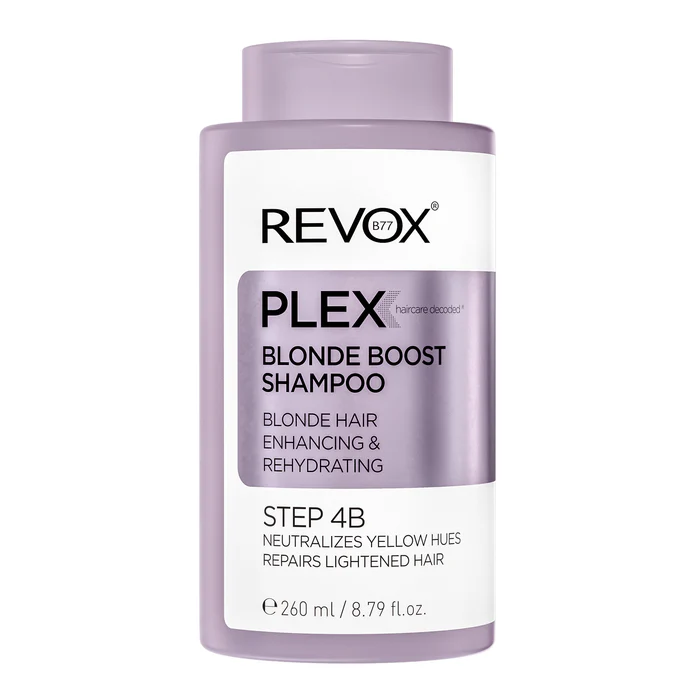 REVOX®
B77
PLEX
haircare decoded®
BLONDE BOOST
SHAMPOO
BLONDE HAIR
ENHANCING &
REHYDRATING
STEP 4B
NEUTRALIZES YELLOW HUES
REPAIRS LIGHTENED HAIR
℮ 260 ml / 8.79 fl.oz.